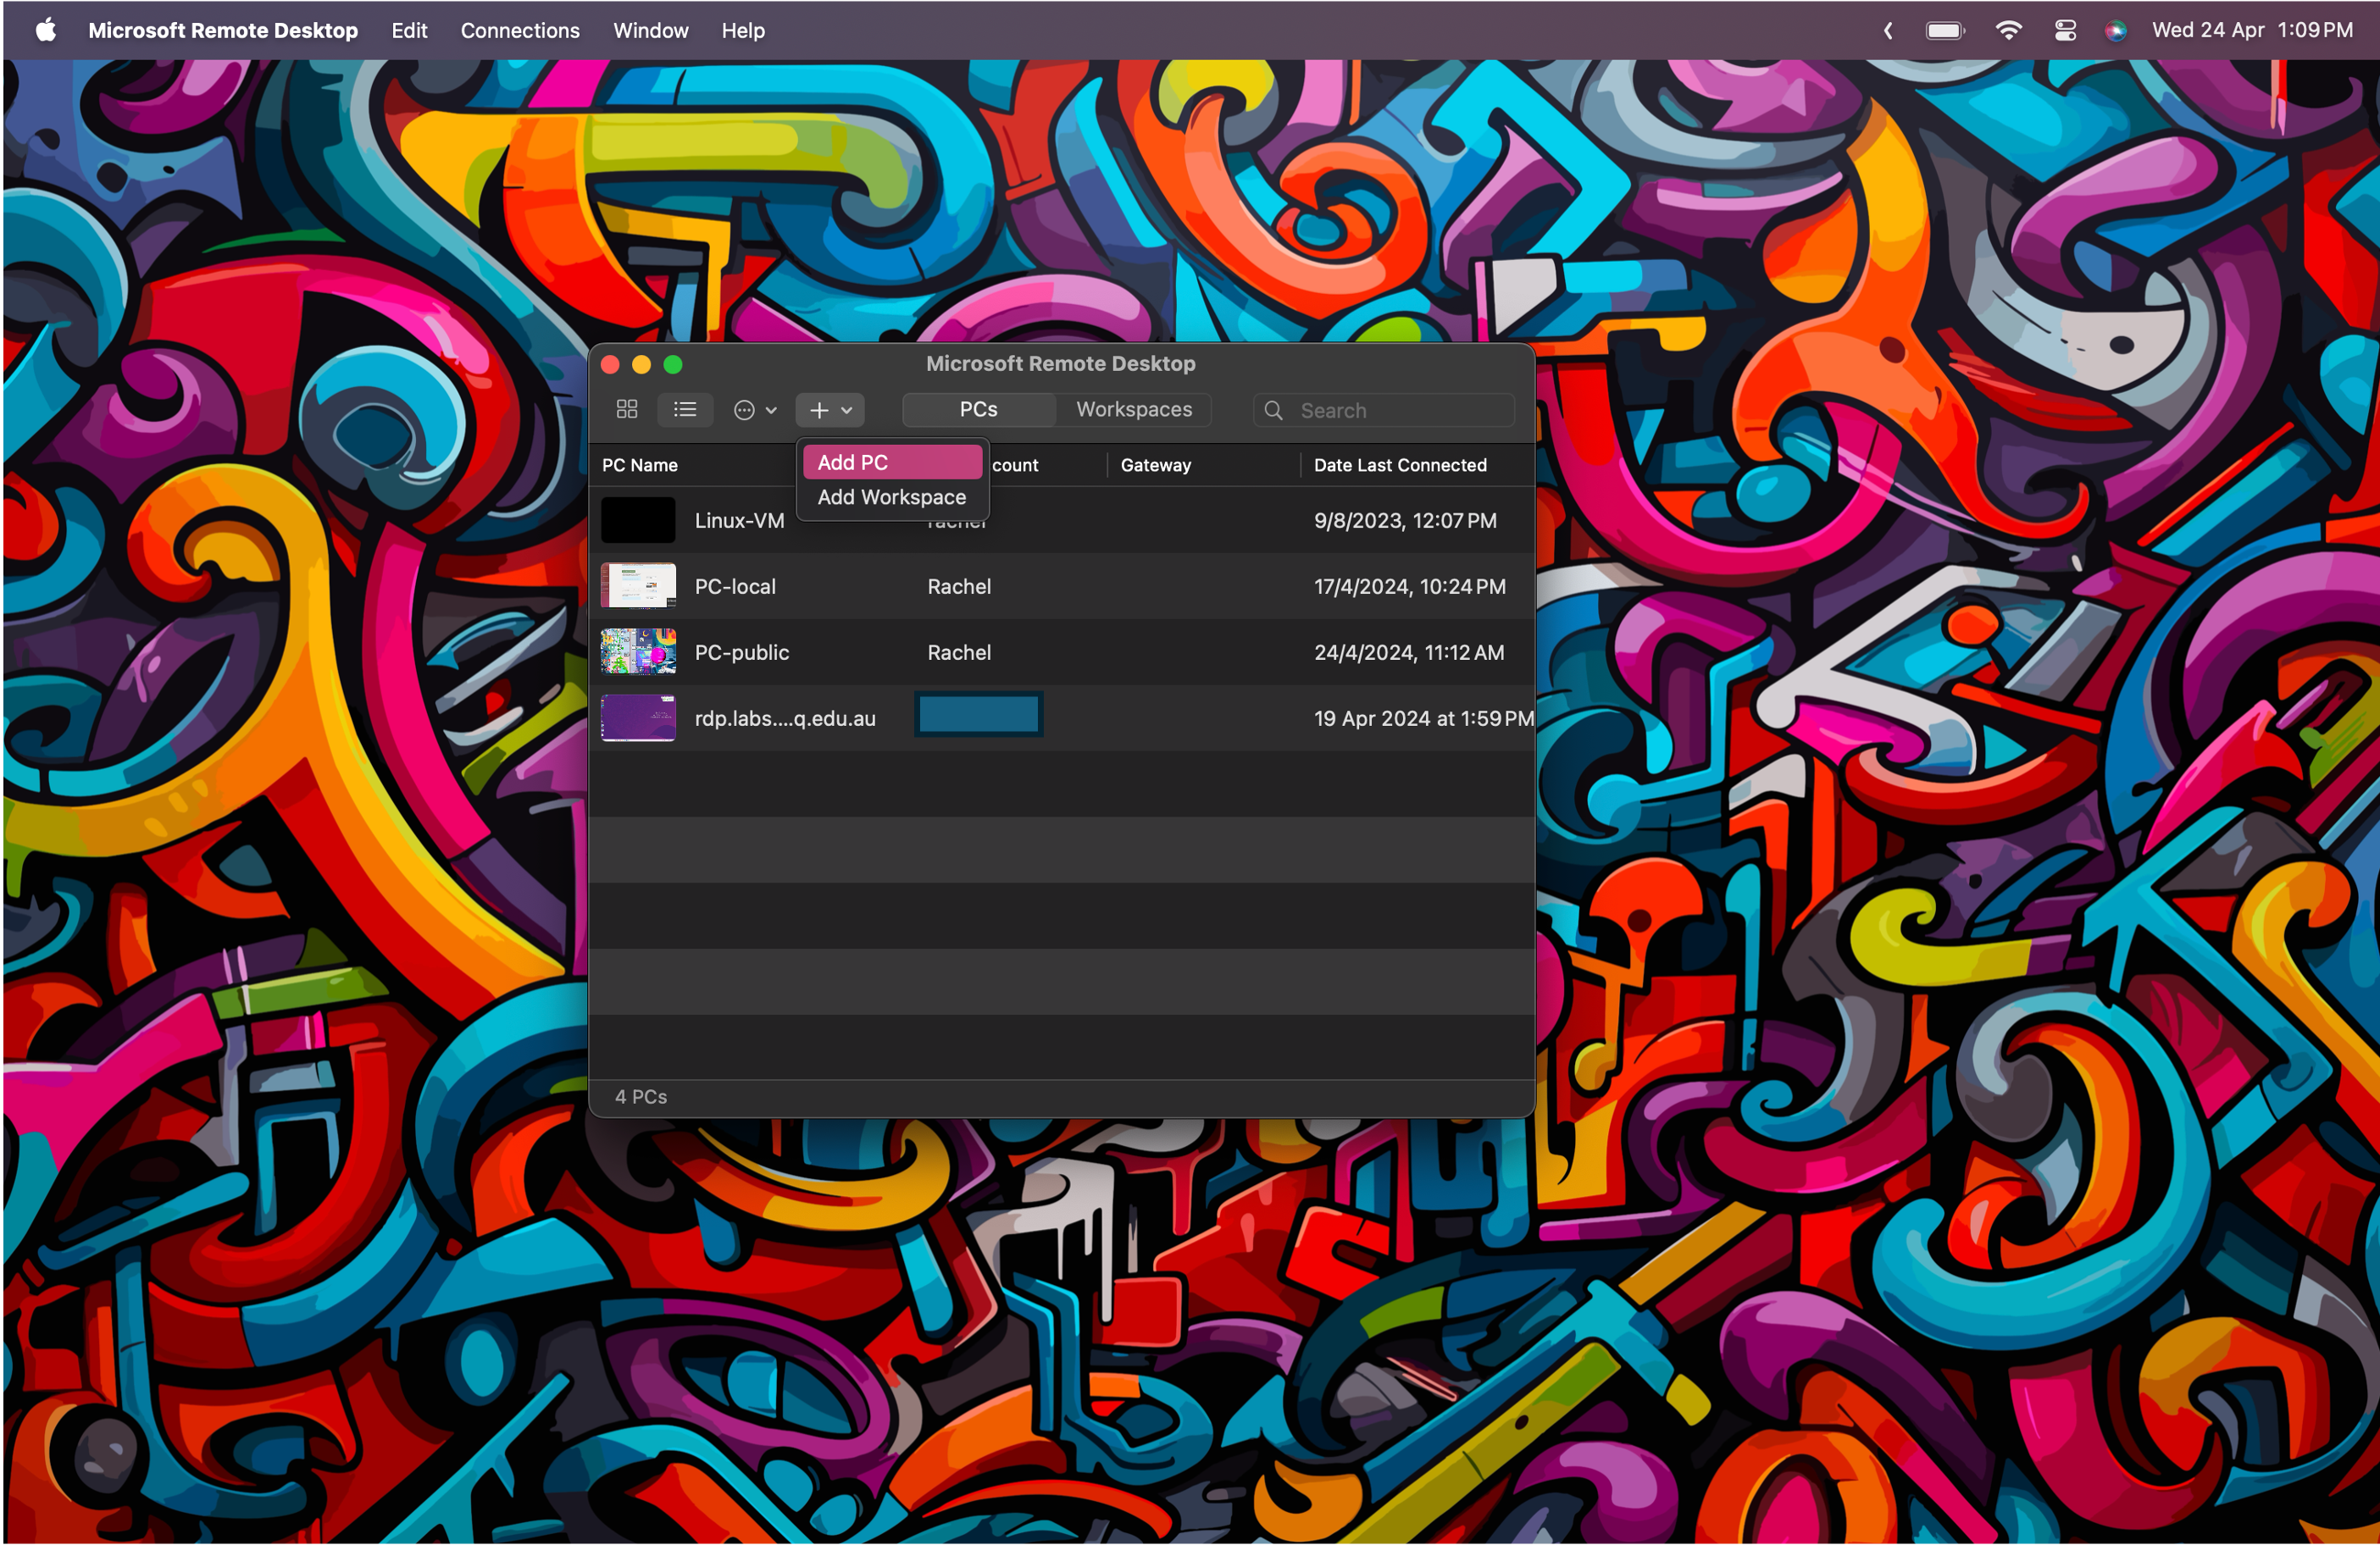 Microsoft Remote Desktop Edit Connections Window Help Wed 24 Apr 1:09 PM
Microsoft Remote Desktop
PCs Workspaces Search
PC Name count Gateway Date Last Connected
Add PC
Add Workspace
Linux-VM rachel 9/8/2023, 12:07 PM
PC-local Rachel 17/4/2024, 10:24 PM
PC-public Rachel 24/4/2024, 11:12 AM
rdp.labs....q.edu.au 19 Apr 2024 at 1:59 PM
4 PCs